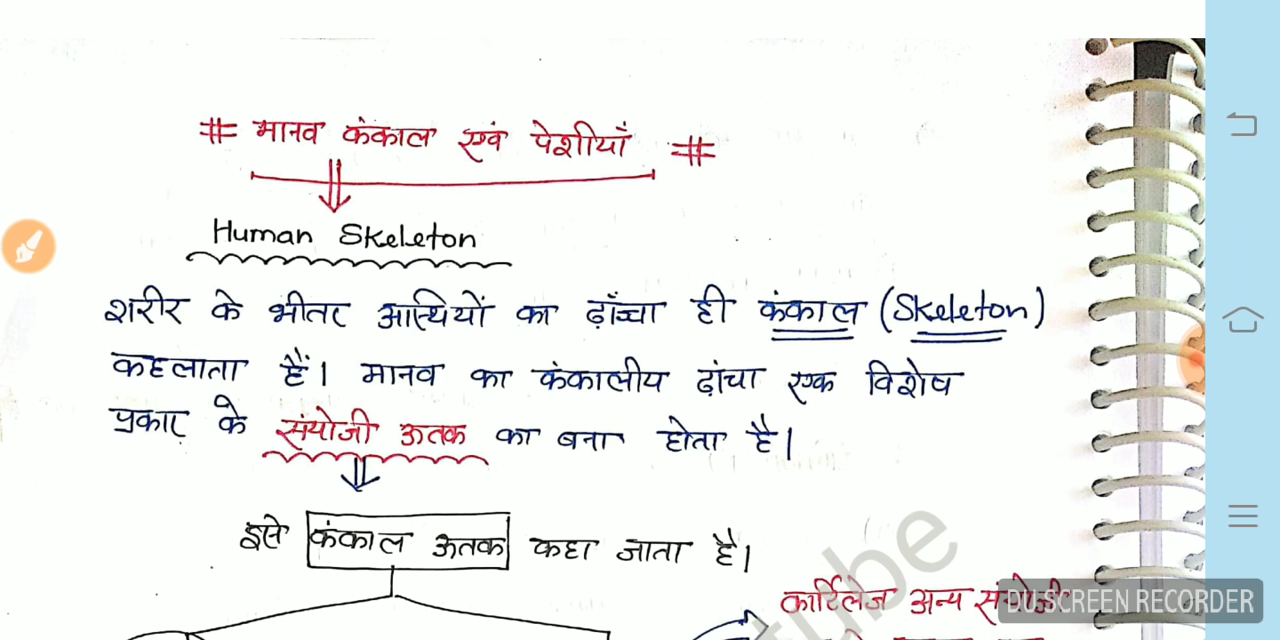 # मानव कंकाल एवं पेशीयाँ #
Human Skeleton
शरीर के भीतर अस्थियों का ढ़ाँचा ही कंकाल (Skeleton)
कहलाता हैं। मानव का कंकालीय ढ़ांचा एक विशेष
प्रकार के संयोजी ऊतक का बना होता है।
इसे कंकाल ऊतक कहा जाता है।
कार्टिलेज अन्य संयोजी
DU SCREEN RECORDER
tube